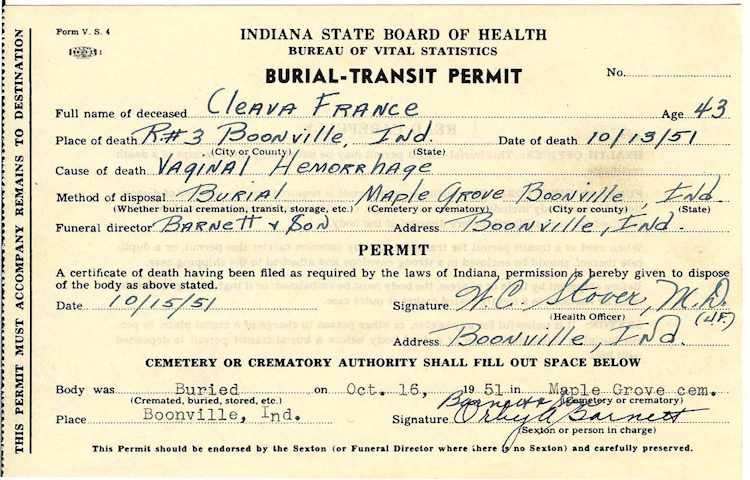 THIS PERMIT MUST ACCOMPANY REMAINS TO DESTINATION
Form V. S. 4
INDIANA STATE BOARD OF HEALTH
BUREAU OF VITAL STATISTICS
BURIAL-TRANSIT PERMIT
No.
Full name of deceased Cleava France Age 43
Place of death R#3 Boonville, Ind. Date of death 10/13/51
(City or County) (State)
Cause of death Vaginal Hemorrhage
Method of disposal Burial Maple Grove Boonville, Ind.
(Whether burial cremation, transit, storage, etc.) (Cemetery or crematory) (City or county) (State)
Funeral director Barnett & Son Address Boonville, Ind.
PERMIT
A certificate of death having been filed as required by the laws of Indiana, permission is hereby given to dispose
of the body as above stated.
Date 10/15/51 Signature W.C. Stover, M.D.
(Health Officer)
Address Boonville, Ind.
CEMETERY OR CREMATORY AUTHORITY SHALL FILL OUT SPACE BELOW
Body was Buried on Oct. 16, 1951 in Maple Grove cem.
(Cremated, buried, stored, etc.) (Cemetery or crematory)
Place Boonville, Ind. Signature Barnett & Son
Barnett
(Sexton or person in charge)
This Permit should be endorsed by the Sexton (or Funeral Director where there is no Sexton) and carefully preserved.